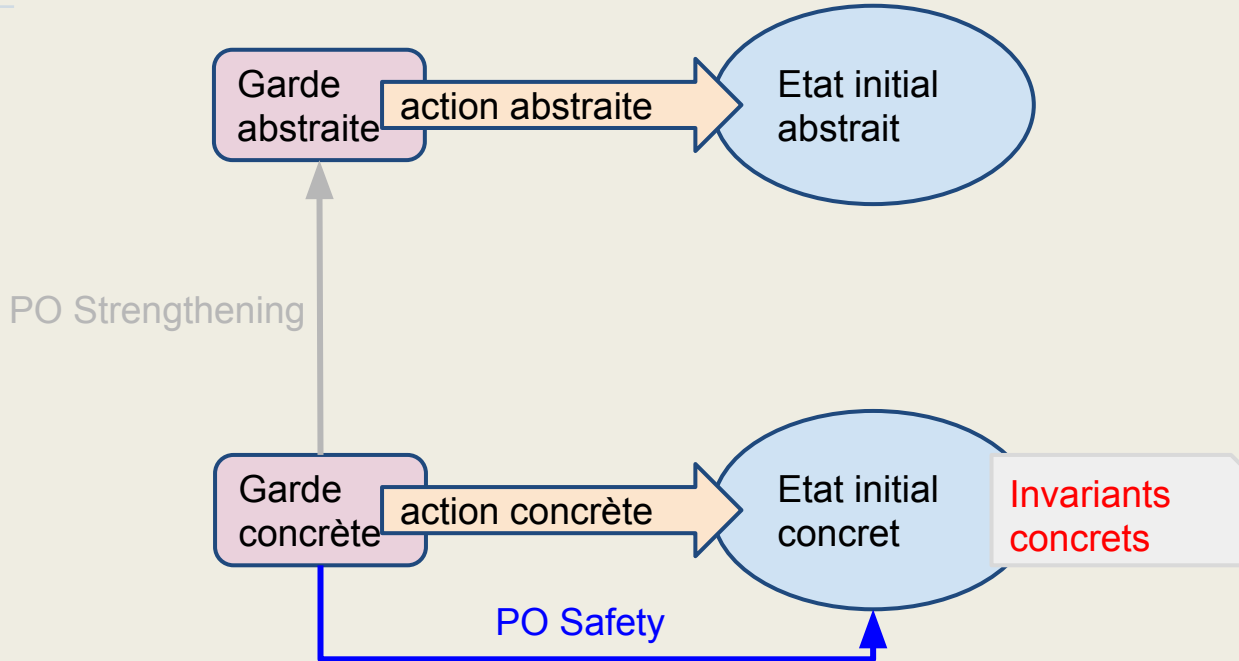 Garde
abstraite
action abstraite
Etat initial
abstrait
PO Strengthening
Garde
concrète
action concrète
Etat initial
concret
Invariants
concrets
PO Safety